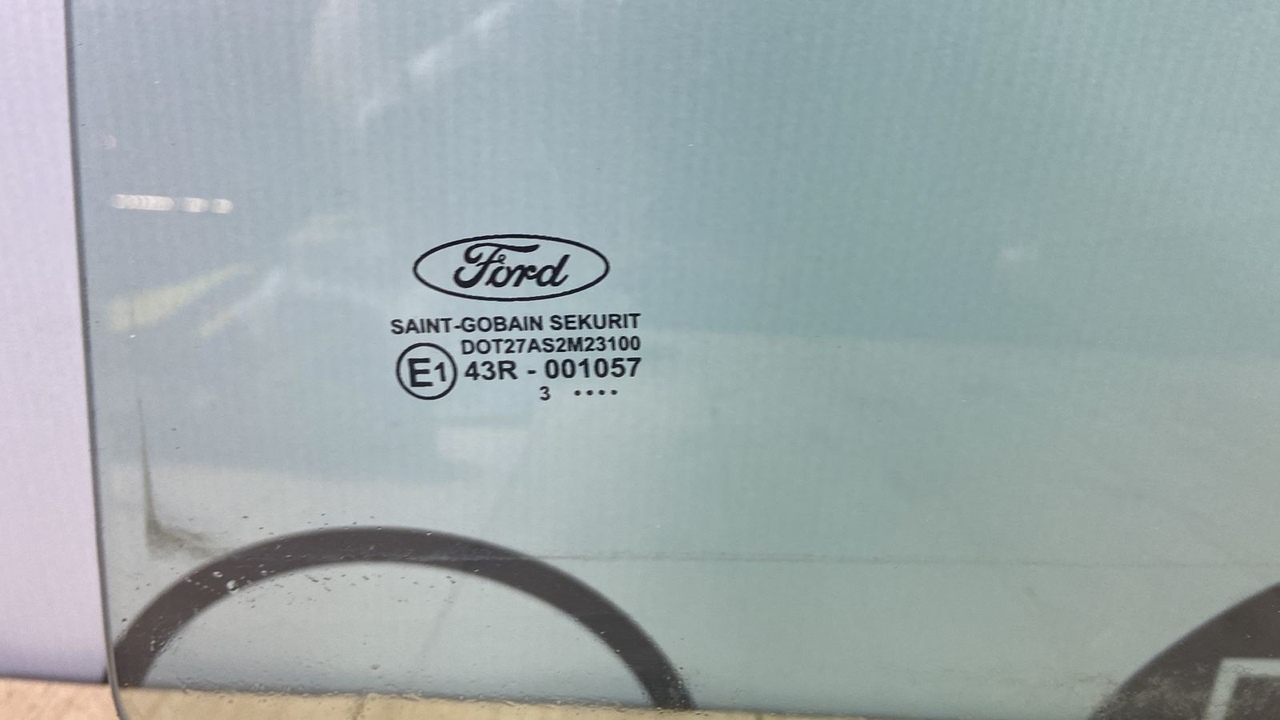 Ford
SAINT-GOBAIN SEKURIT
DOT27AS2M23100
E1 43R - 001057
3 ••••